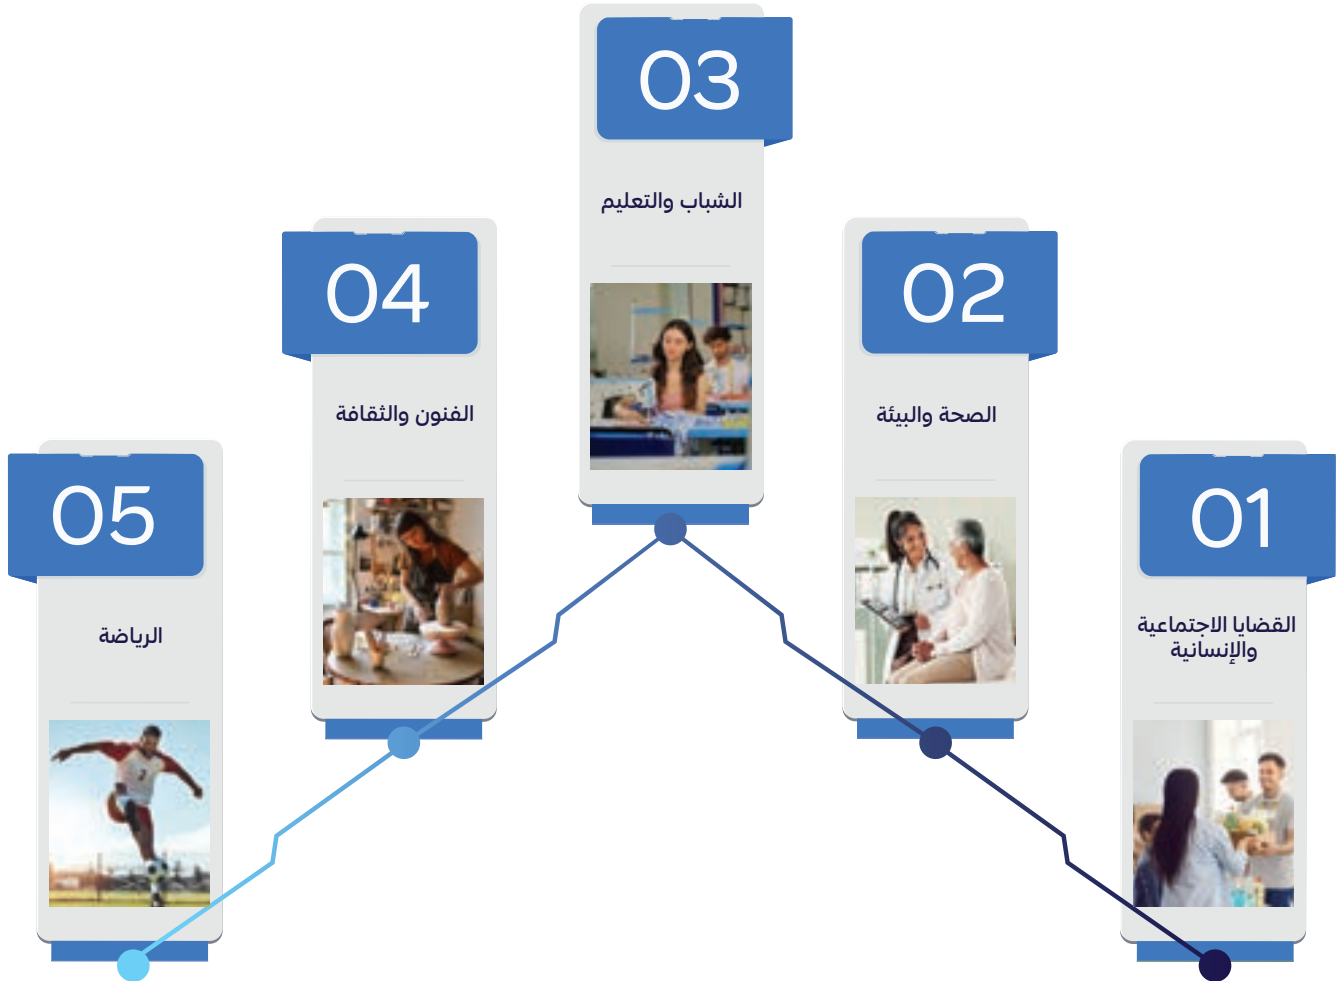 01
القضايا الاجتماعية
والإنسانية
02
الصحة والبيئة
03
الشباب والتعليم
04
الفنون والثقافة
05
الرياضة